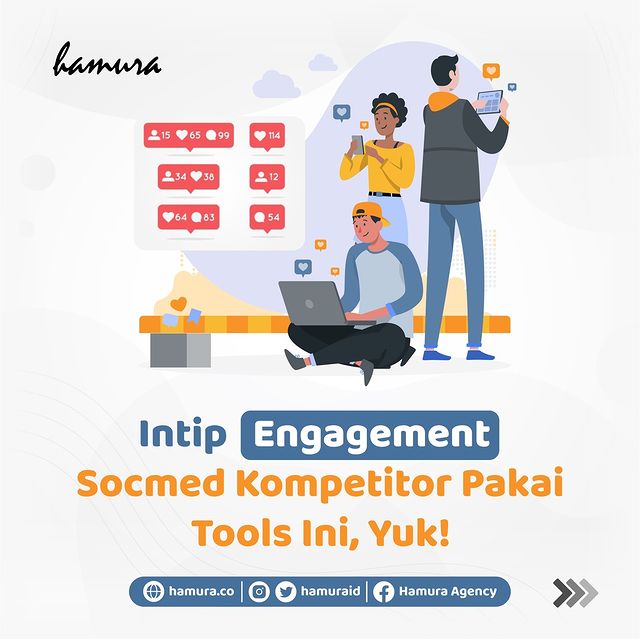 hamura
15 65 99 114
34 38 12
64 83 54
Intip Engagement
Socmed Kompetitor Pakai
Tools Ini, Yuk!
hamura.co | hamuraid | Hamura Agency